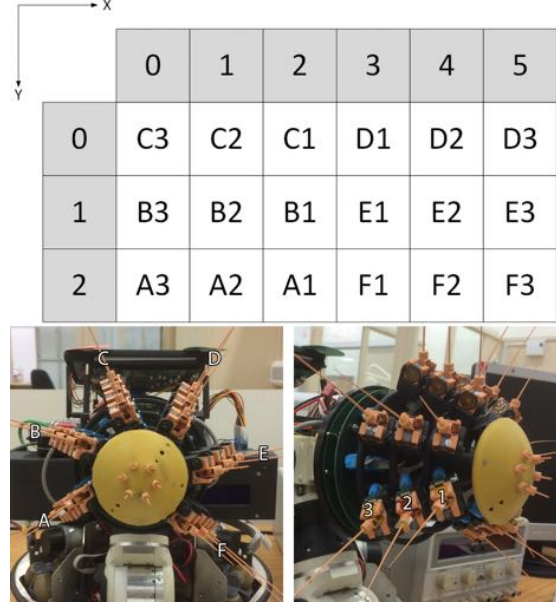 X
Y
0 1 2 3 4 5
0 C3 C2 C1 D1 D2 D3
1 B3 B2 B1 E1 E2 E3
2 A3 A2 A1 F1 F2 F3
C D
B E
A F
3 2 1